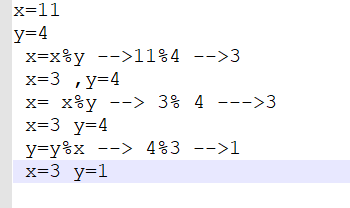 x=11
y=4
x=x%y -->11%4 -->3
x=3 ,y=4
x= x%y --> 3% 4 --->3
x=3 y=4
y=y%x --> 4%3 -->1
x=3 y=1